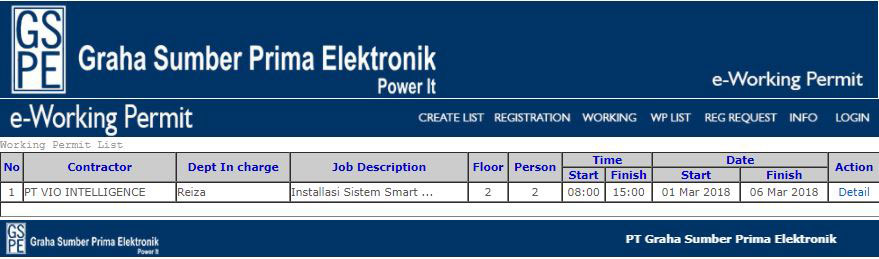 GS
PE
Graha Sumber Prima Elektronik
Power It
e-Working Permit
e-Working Permit
CREATE LIST REGISTRATION WORKING WP LIST REG REQUEST INFO LOGIN
Working Permit List
No Contractor Dept In charge Job Description Floor Person Time Date Action
Start Finish Start Finish
1 PT VIO INTELLIGENCE Reiza Installasi Sistem Smart ... 2 2 08:00 15:00 01 Mar 2018 06 Mar 2018 Detail
GS
PE
Graha Sumber Prima Elektronik
Power It
PT Graha Sumber Prima Elektronik